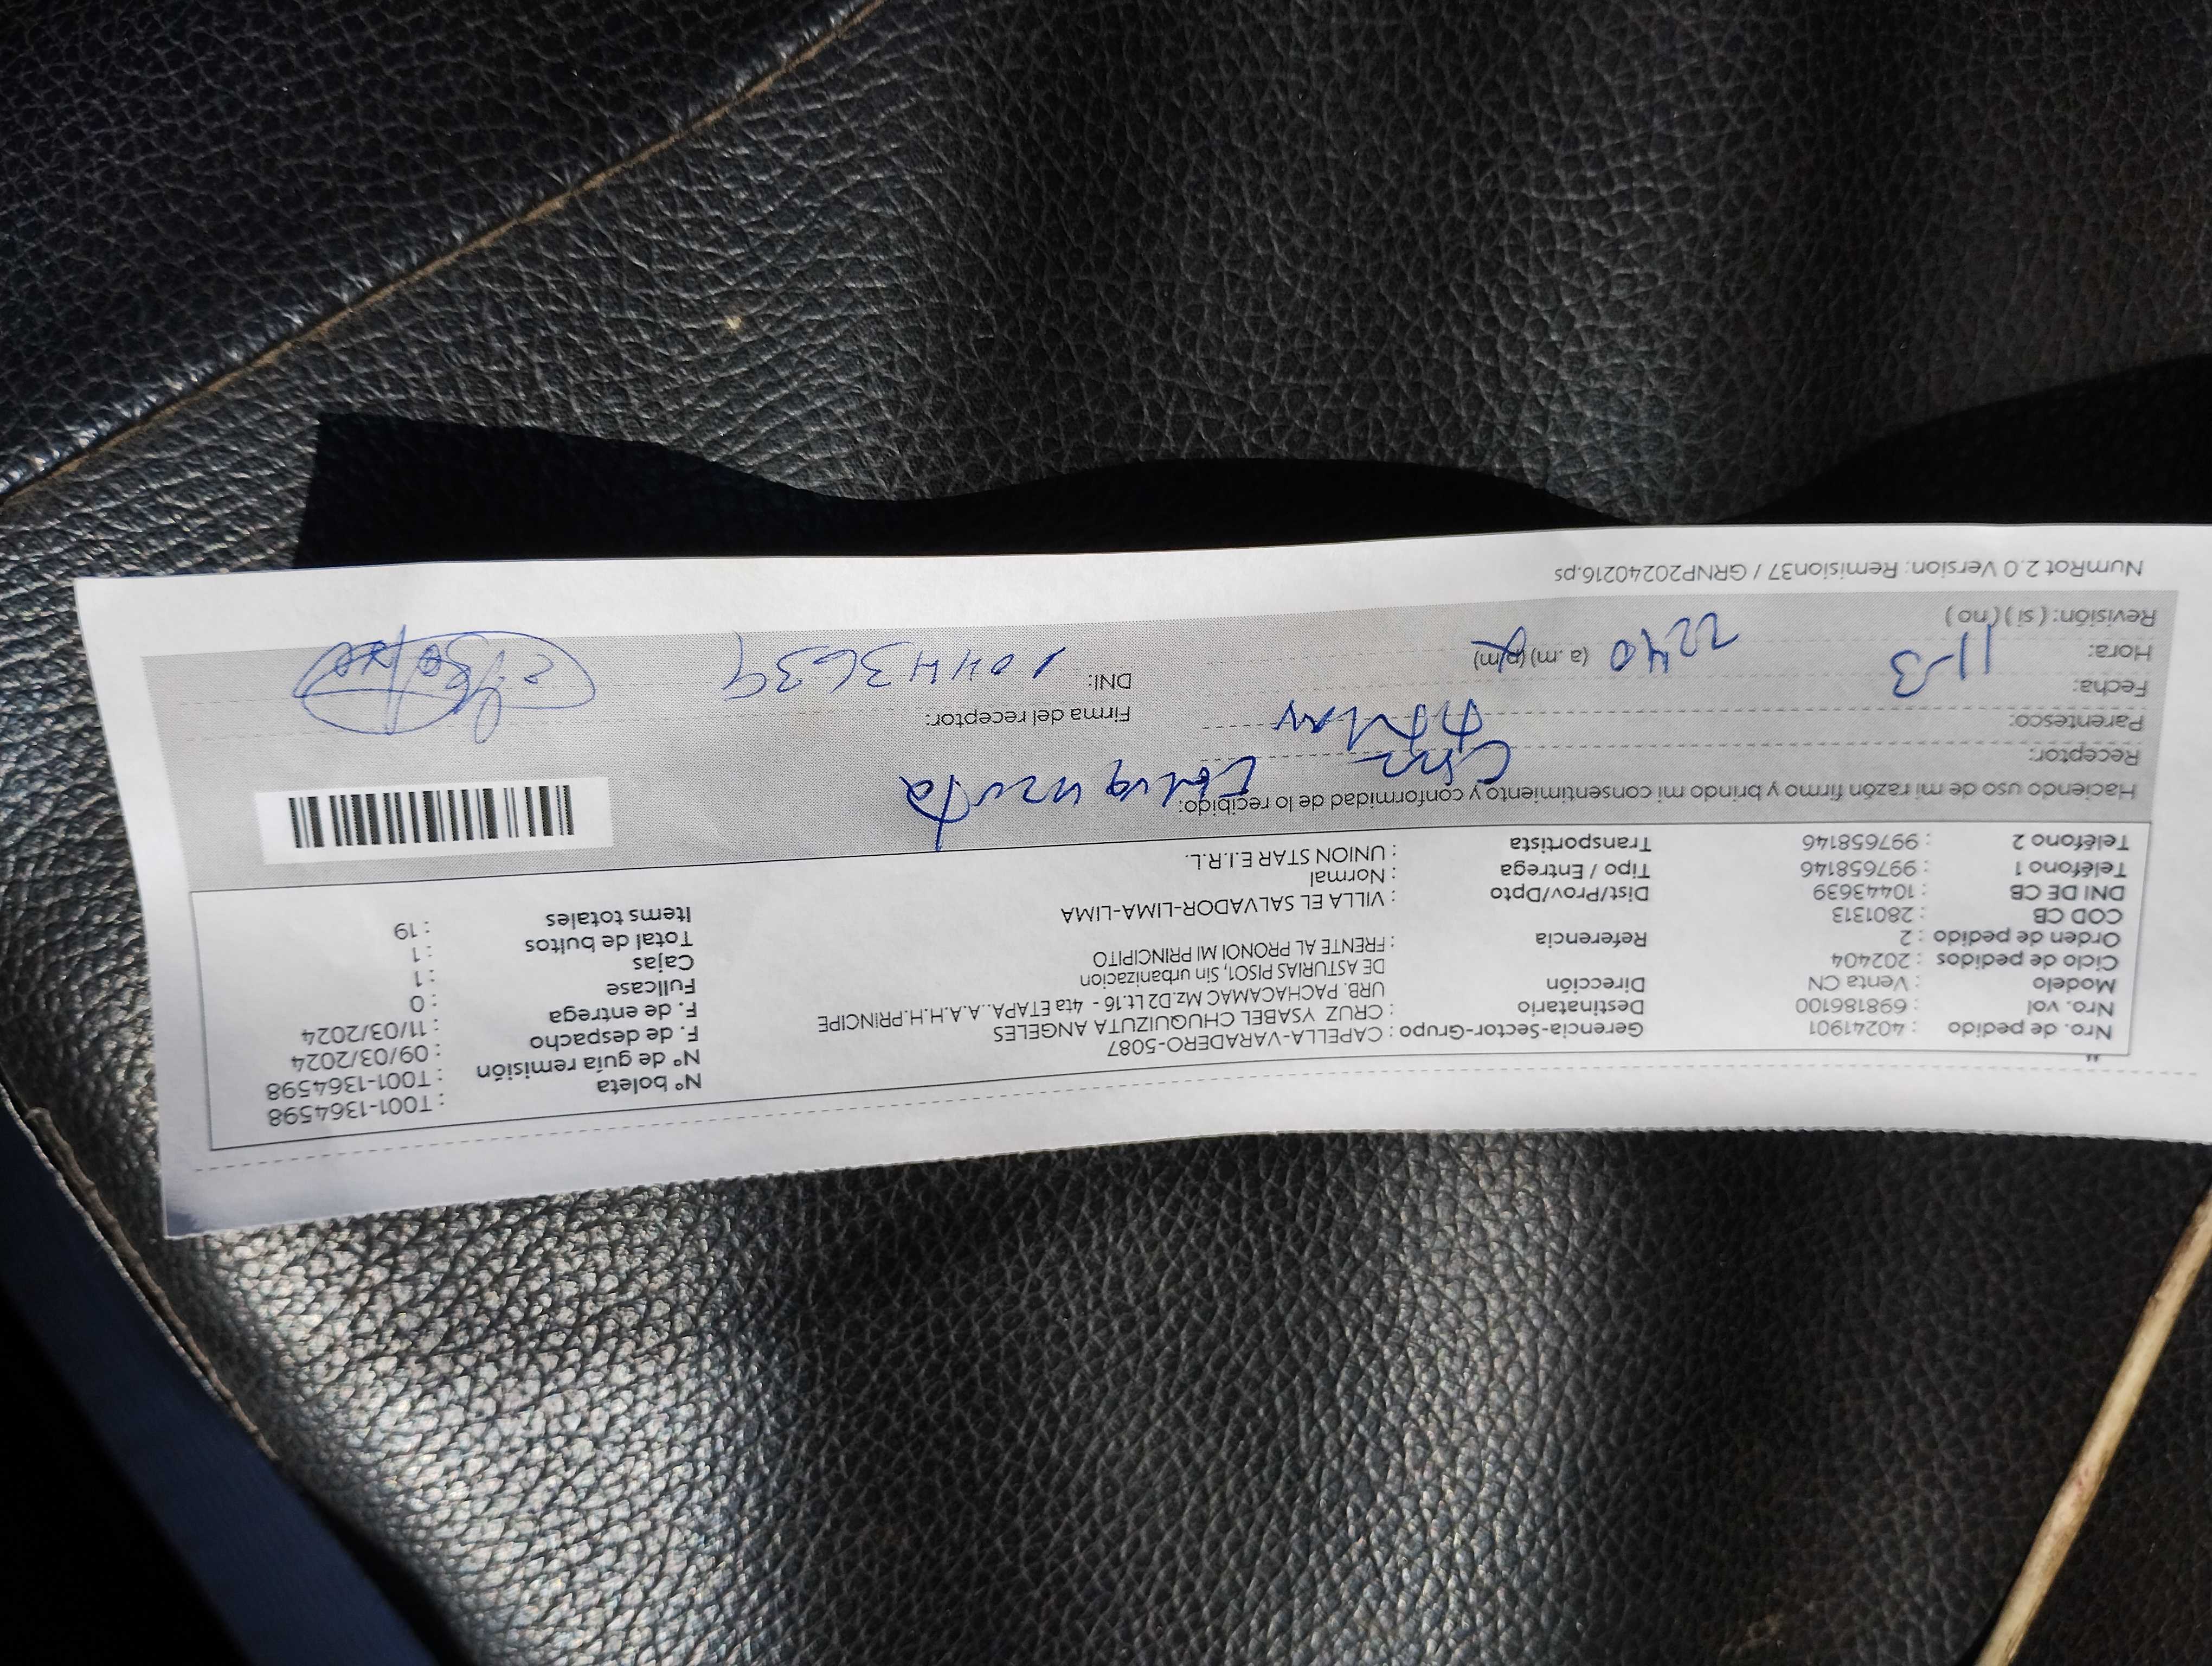 Nro. de pedido : 40241901
Nro. vol : 698186100
Modelo : Venta CN
Ciclo de pedidos : 202404
Orden de pedido : 2
COD CB : 2801313
DNI DE CB : 10443639
Teléfono 1 : 997658146
Teléfono 2 : 997658146
Gerencia-Sector-Grupo : CAPELLA-VARADERO-5087
Destinatario : CRUZ YSABEL CHUQUIZUTA ANGELES
Dirección : URB. PACHACAMAC Mz.D2 Lt.16 - 4ta ETAPA..A.A.H.H.PRINCIPE
DE ASTURIAS PISO1, Sin urbanizacion
Referencia : FRENTE AL PRONOI MI PRINCIPITO
Dist/Prov/Dpto : VILLA EL SALVADOR-LIMA-LIMA
Tipo / Entrega : Normal
Transportista : UNION STAR E.I.R.L.
N° boleta : T001-1364598
N° de guía remisión : T001-1364598
F. de despacho : 09/03/2024
F. de entrega : 11/03/2024
Fullcase : 0
Cajas : 1
Total de bultos : 1
Items totales : 19
Haciendo uso de mi razón firmo y brindo mi consentimiento y conformidad de lo recibido:
Receptor: Cruz Chuquizuta
Parentesco: titular
Fecha: 11-3
Hora: 2240 (a. m) (p/m)
Revisión: ( si ) ( no )
Firma del receptor:
DNI: 10443639
NumRot 2.0 Version: Remision37 / GRNP20240216.ps